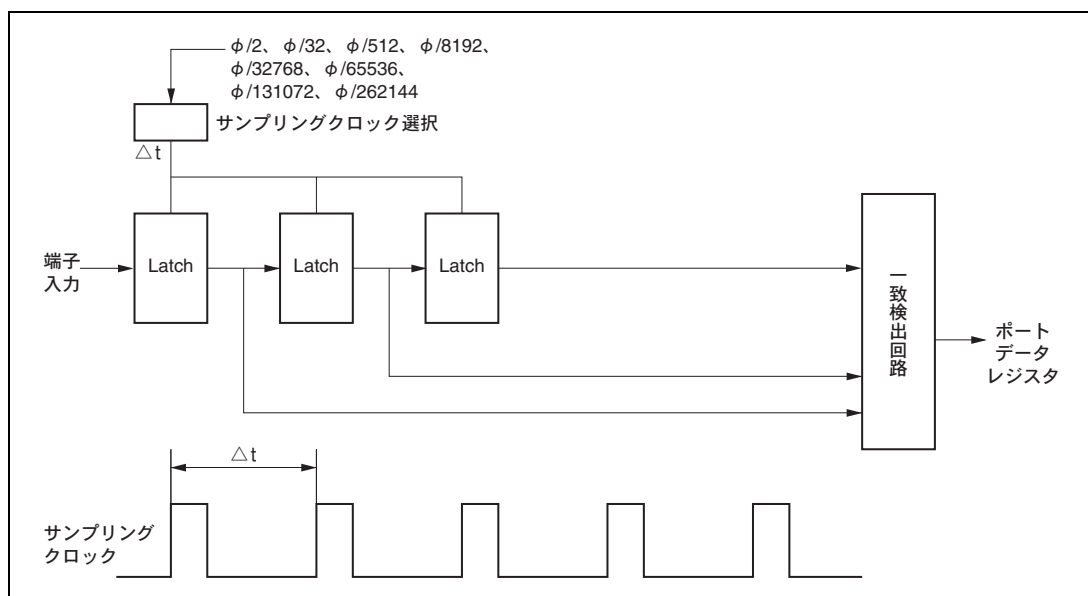 φ/2、φ/32、φ/512、φ/8192、
φ/32768、φ/65536、
φ/131072、φ/262144
サンプリングクロック選択
△t
端子
入力
Latch
Latch
Latch
一致検出回路
ポート
データ
レジスタ
△t
サンプリング
クロック